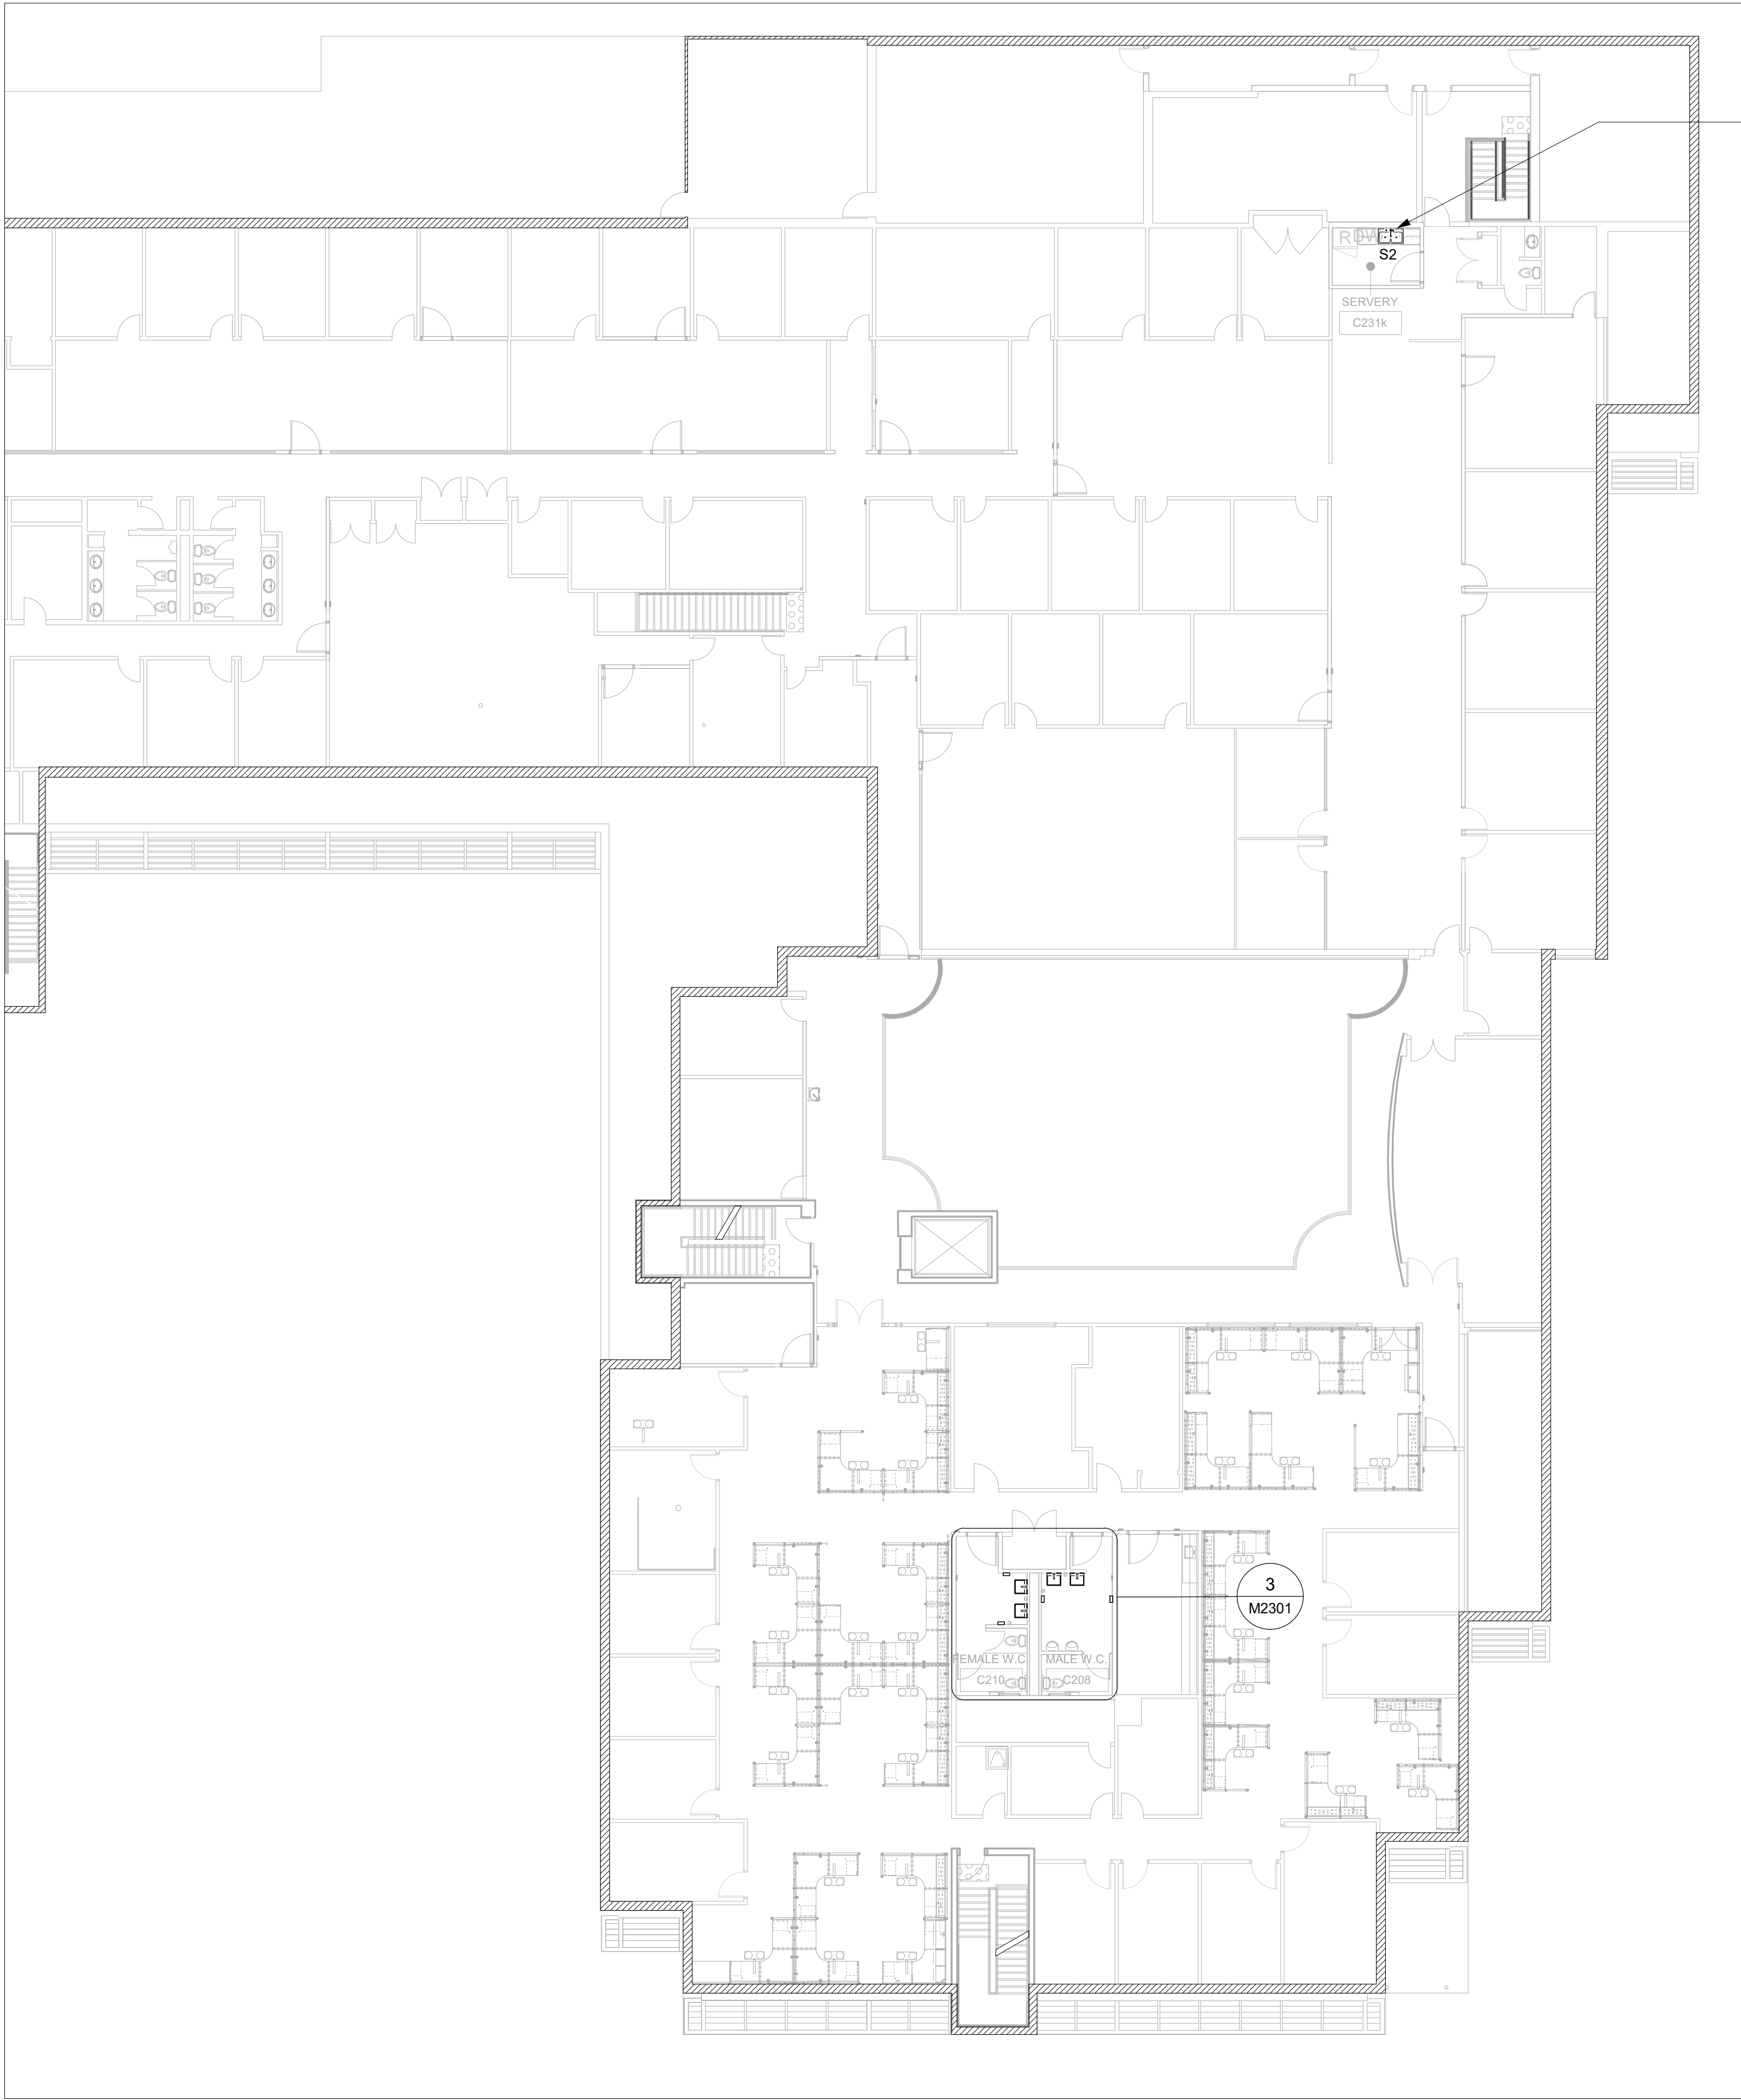 RDW
S2
SERVERY
C231k
3
M2301
FEMALE W.C.
MALE W.C.
C210
C208